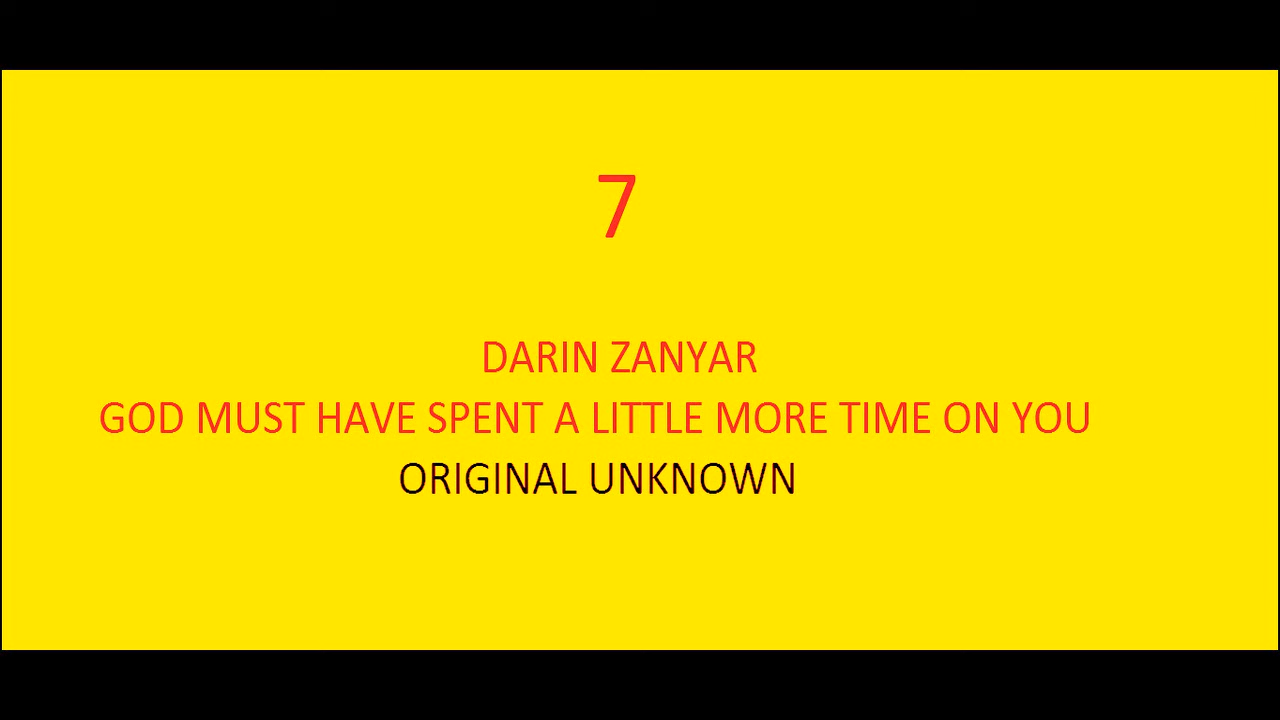 7
DARIN ZANYAR
GOD MUST HAVE SPENT A LITTLE MORE TIME ON YOU
ORIGINAL UNKNOWN